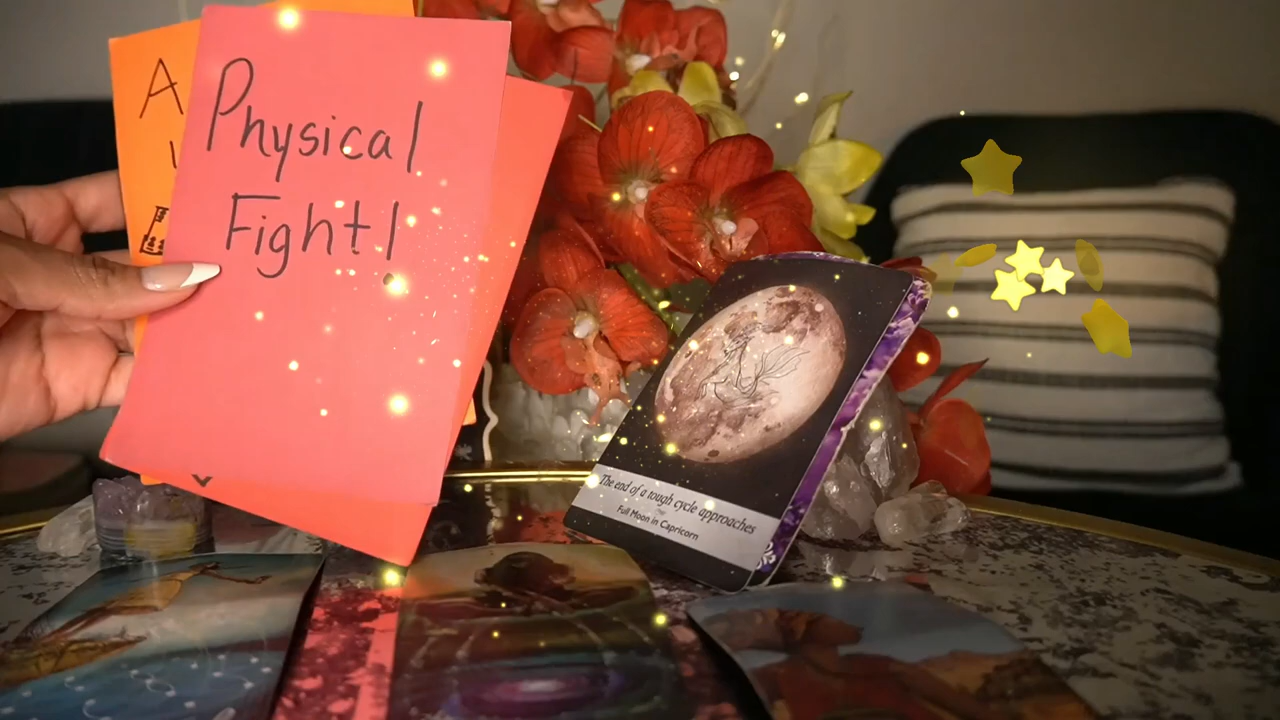 A
Physical
Fight!
The end of a tough cycle approaches
Full Moon in Capricorn